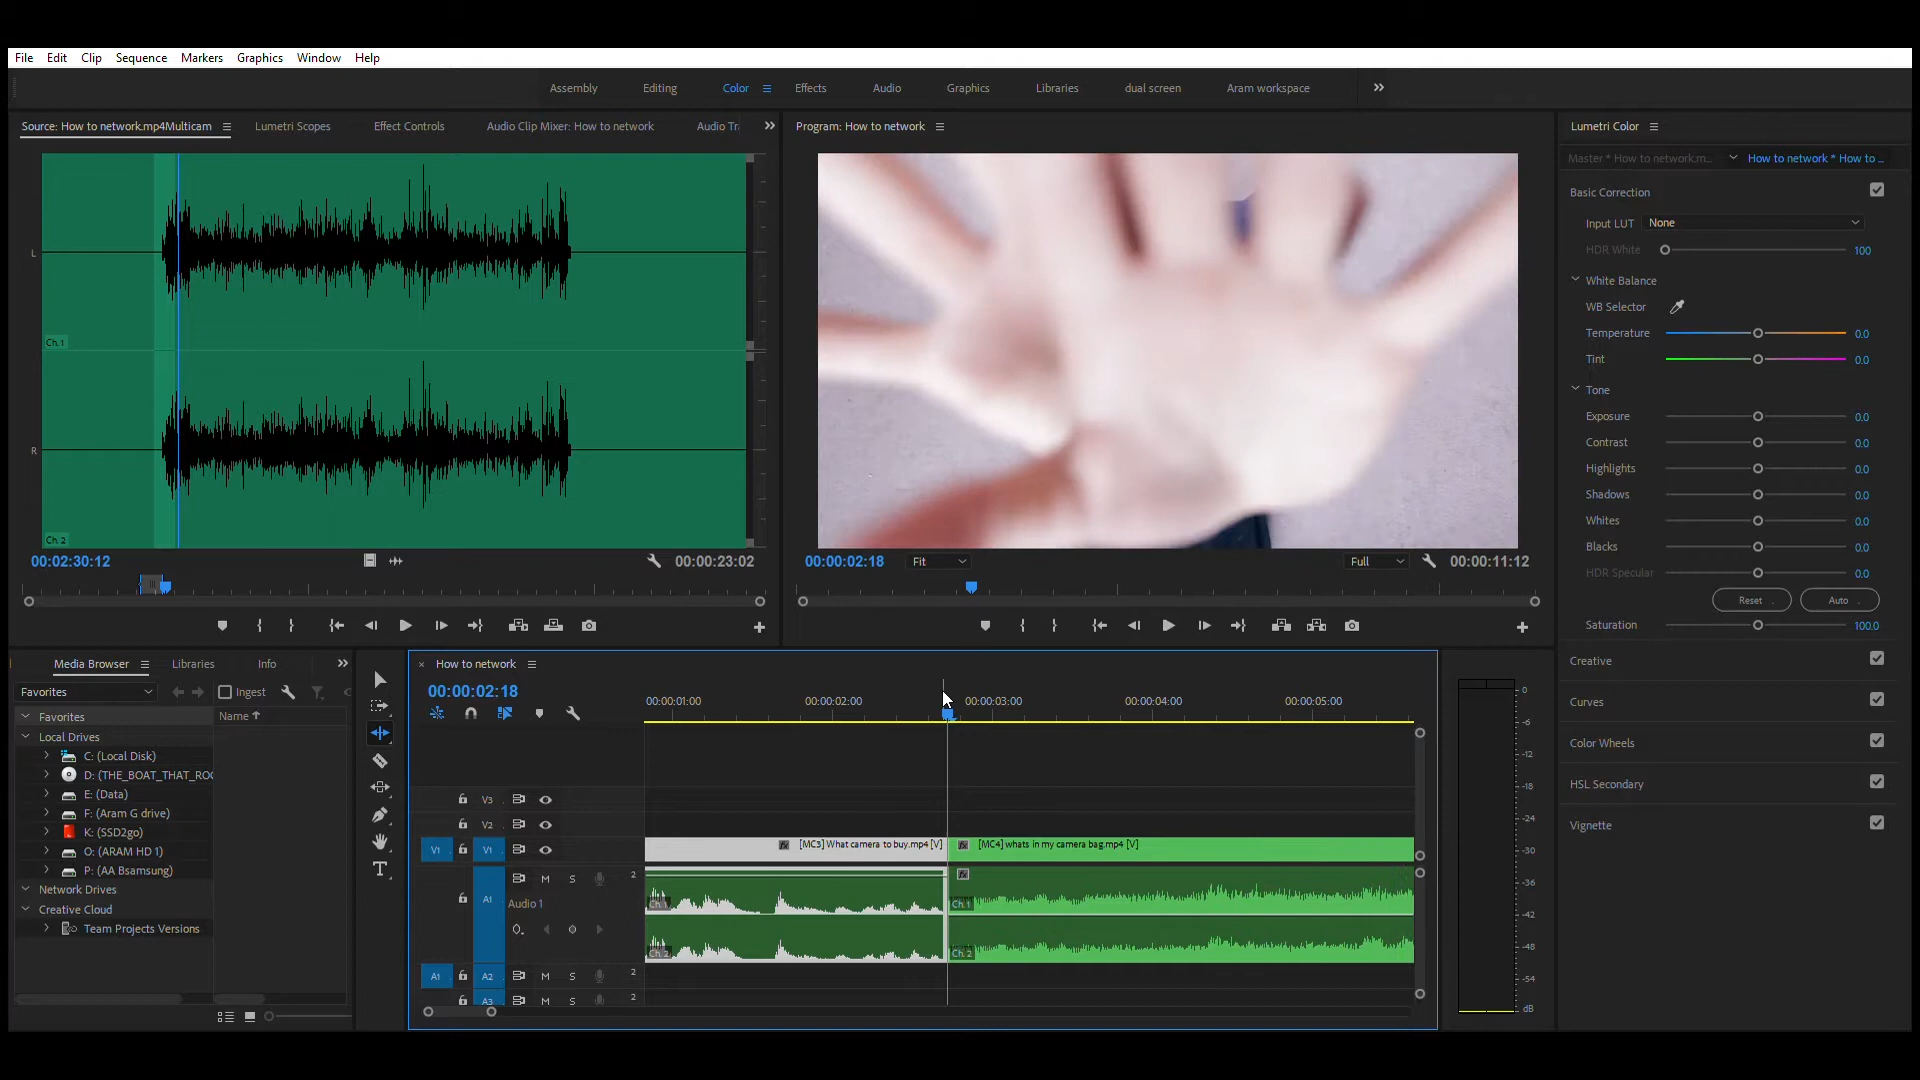 File Edit Clip Sequence Markers Graphics Window Help
Assembly Editing Color Effects Audio Graphics Libraries dual screen Aram workspace
Source: How to network.mp4Multicam Lumetri Scopes Effect Controls Audio Clip Mixer: How to network Audio Tr
L
Ch.1
R
Ch. 2
00:02:30:12 00:00:23:02
Program: How to network
00:00:02:18 Fit Full 00:00:11:12
Lumetri Color
Master * How to network.m... How to network * How to ...
Basic Correction
Input LUT None
HDR White 100
White Balance
WB Selector
Temperature 0.0
Tint 0.0
Tone
Exposure 0.0
Contrast 0.0
Highlights 0.0
Shadows 0.0
Whites 0.0
Blacks 0.0
HDR Specular 0.0
Reset Auto
Saturation 100.0
Creative
Curves
Color Wheels
HSL Secondary
Vignette
Media Browser Libraries Info
Favorites Ingest
Favorites Name
Local Drives
C: (Local Disk)
D: (THE_BOAT_THAT_ROC
E: (Data)
F: (Aram G drive)
K: (SSD2go)
O: (ARAM HD 1)
P: (AA Bsamsung)
Network Drives
Creative Cloud
Team Projects Versions
T
× How to network
00:00:02:18
00:00:01:00 00:00:02:00 00:00:03:00 00:00:04:00 00:00:05:00
V3
V2
V1 V1 fx [MC3] What camera to buy.mp4 [V] fx [MC4] whats in my camera bag.mp4 [V]
M S 2 fx
A1 Audio 1 Ch.1 Ch.1
Ch. 2 Ch. 2
A1 A2 M S 2
A3 M S 2
0
-6
-12
-18
-24
-30
-36
-42
-48
-54
dB